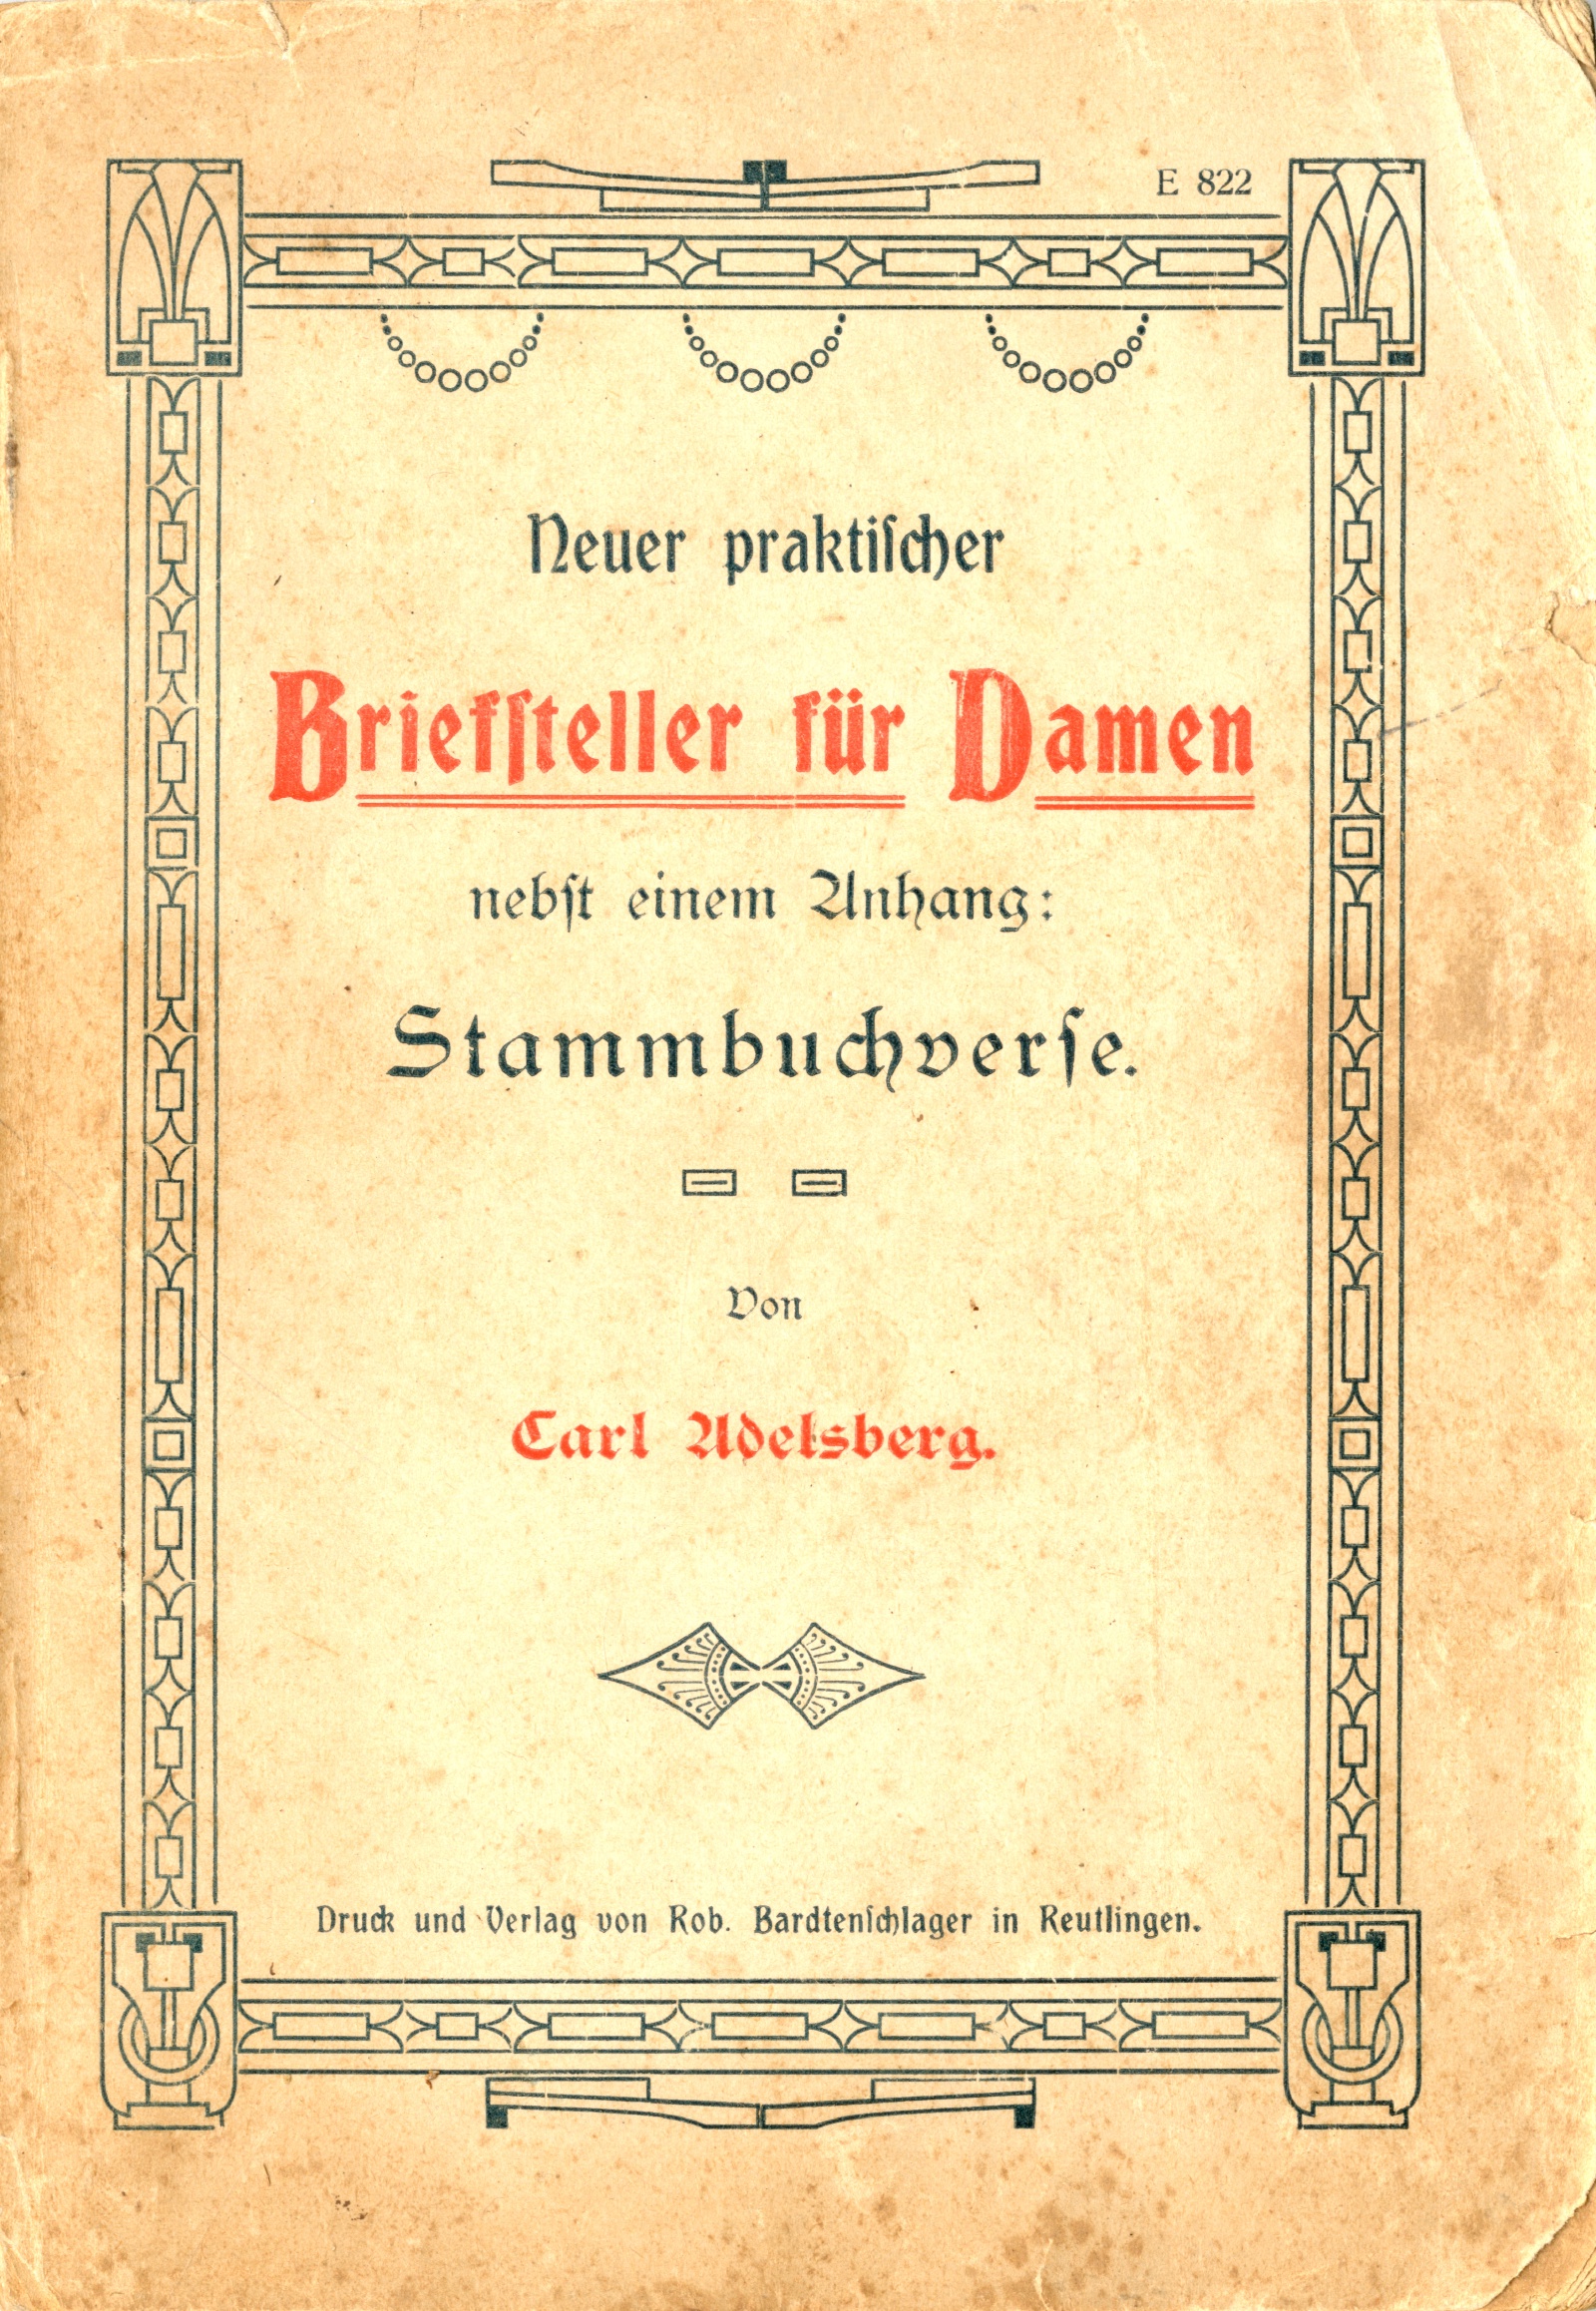 E 822
Neuer praktiſcher
Briefſteller für Damen
nebſt einem Anhang:
Stammbuchverſe.
Von
Carl Adelsberg.
Druck und Verlag von Rob. Bardtenſchlager in Reutlingen.